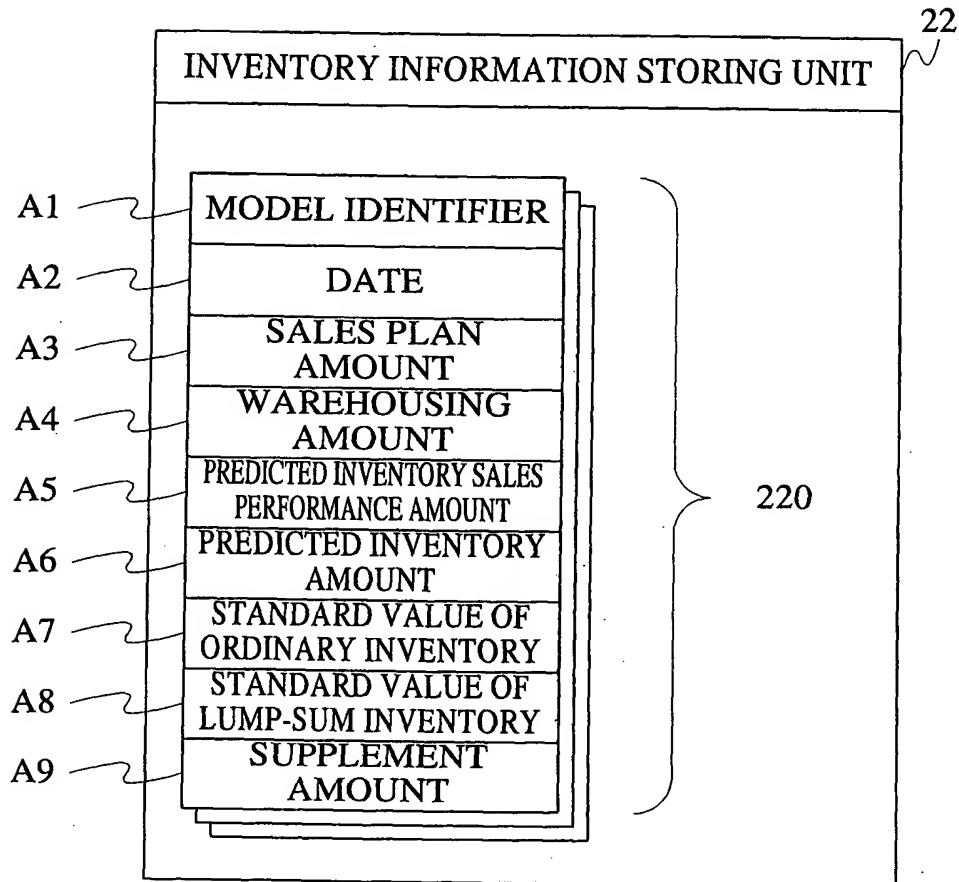 22
INVENTORY INFORMATION STORING UNIT
A1
MODEL IDENTIFIER
A2
DATE
A3
SALES PLAN
AMOUNT
A4
WAREHOUSING
AMOUNT
A5
PREDICTED INVENTORY SALES
PERFORMANCE AMOUNT
220
A6
PREDICTED INVENTORY
AMOUNT
A7
STANDARD VALUE OF
ORDINARY INVENTORY
A8
STANDARD VALUE OF
LUMP-SUM INVENTORY
A9
SUPPLEMENT
AMOUNT